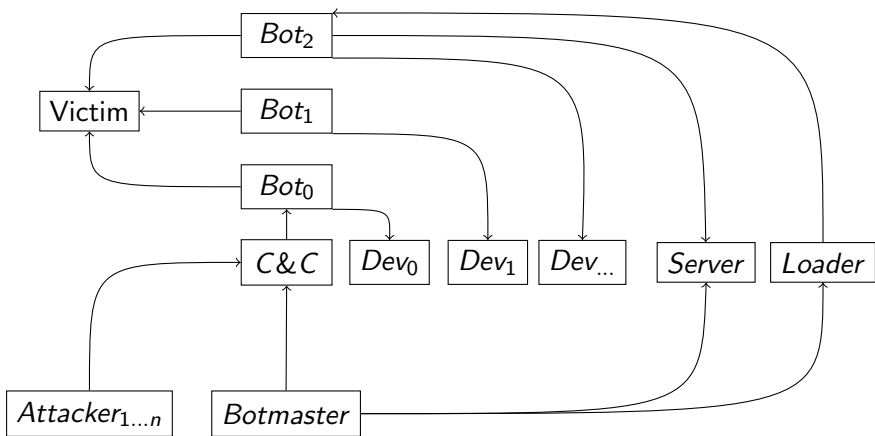 Bot₂
Victim
Bot₁
Bot₀
C&C
Dev₀
Dev₁
Dev...
Server
Loader
Attacker₁...ₙ
Botmaster